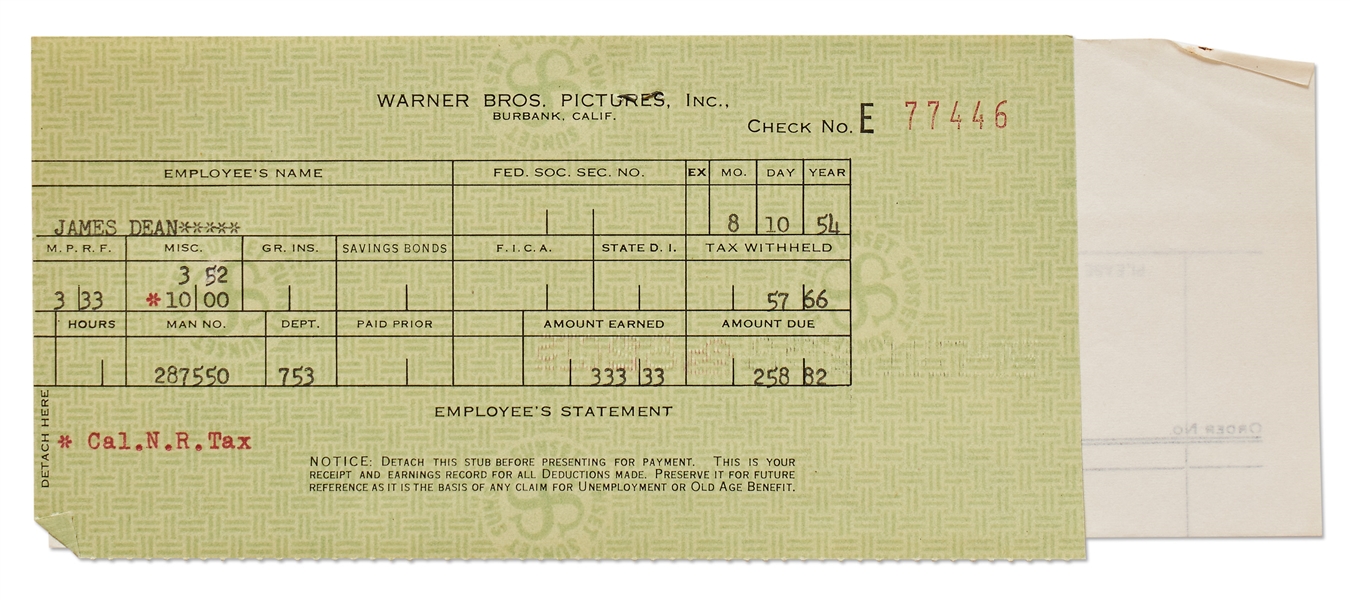 WARNER BROS. PICTURES, INC.,
BURBANK, CALIF.
CHECK NO. E 77446
EMPLOYEE'S NAME FED. SOC. SEC. NO. EX MO. DAY YEAR
JAMES DEAN***** 8 10 54
M.P.R.F. MISC. GR. INS. SAVINGS BONDS F.I.C.A. STATE D.I. TAX WITHHELD
3 52
3 33 *10 00 57 66
HOURS MAN NO. DEPT. PAID PRIOR AMOUNT EARNED AMOUNT DUE
287550 753 333 33 258 82
DETACH HERE
EMPLOYEE'S STATEMENT
* Cal.N.R.Tax
NOTICE: DETACH THIS STUB BEFORE PRESENTING FOR PAYMENT. THIS IS YOUR
RECEIPT AND EARNINGS RECORD FOR ALL DEDUCTIONS MADE. PRESERVE IT FOR FUTURE
REFERENCE AS IT IS THE BASIS OF ANY CLAIM FOR UNEMPLOYMENT OR OLD AGE BENEFIT.
SUNSET
PLEASE
ORDER NO.